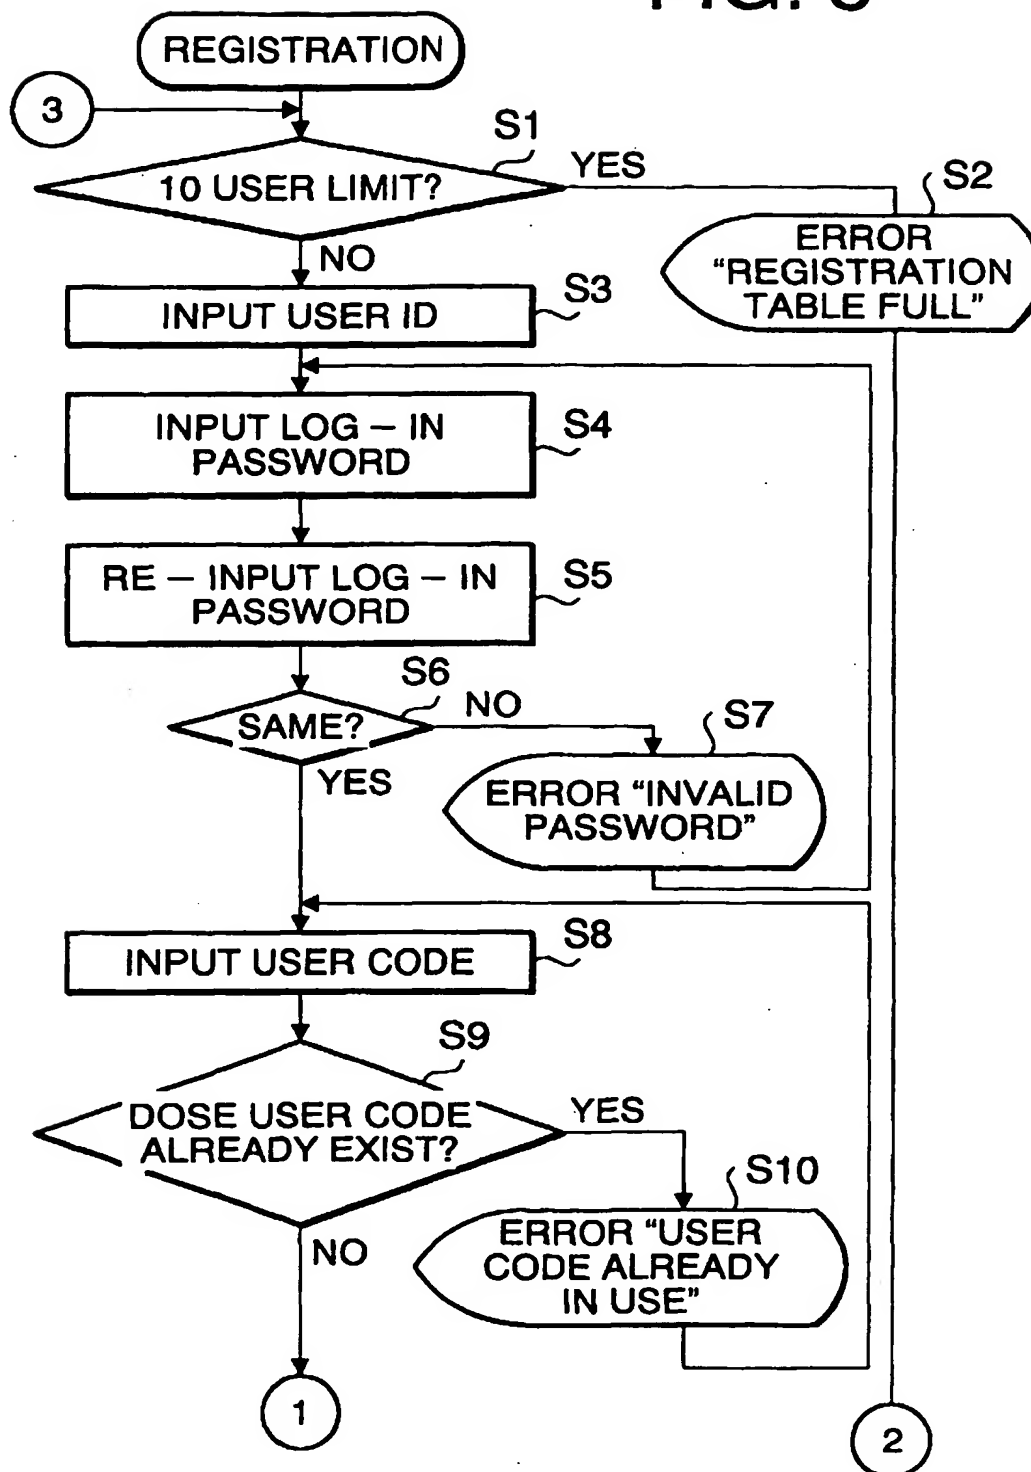 REGISTRATION
3
S1
10 USER LIMIT?
YES
S2
ERROR
“REGISTRATION
TABLE FULL”
NO
INPUT USER ID
S3
INPUT LOG – IN
PASSWORD
S4
RE – INPUT LOG – IN
PASSWORD
S5
S6
SAME?
NO
S7
YES
ERROR “INVALID
PASSWORD”
INPUT USER CODE
S8
S9
DOSE USER CODE
ALREADY EXIST?
YES
S10
NO
ERROR “USER
CODE ALREADY
IN USE”
1
2